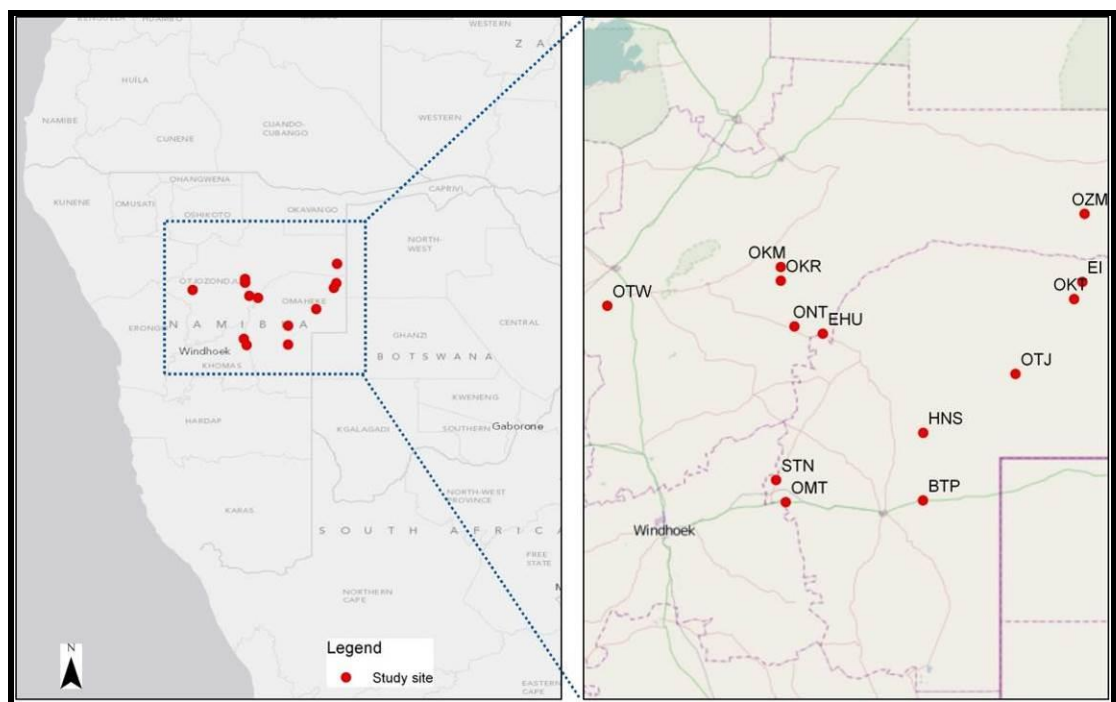 HUÍLA
NAMIBE
CUNENE
CUANDO-
CUBANGO
WESTERN
WESTERN
Z A
OHANGWENA
KUNENE
OMUSATI
OSHIKOTO
OKAVANGO
CAPRIVI
NORTH-
WEST
OTJOZONDJU
OMAHEKE
ERONGO
N A M I B I A
GHANZI
CENTRAL
Windhoek
KHOMAS
B O T S W A N A
HARDAP
KWENENG
KGALAGADI
SOUTHERN
Gaborone
NORTH-WEST
PROVINCE
KARAS
S O U T H A F R I C A
FREE
STATE
NORTHERN
CAPE
EASTERN
CAPE
N
Legend
Study site
OZM
OKM
OKR
EI
OKT
OTW
ONT
EHU
OTJ
HNS
STN
OMT
BTP
Windhoek